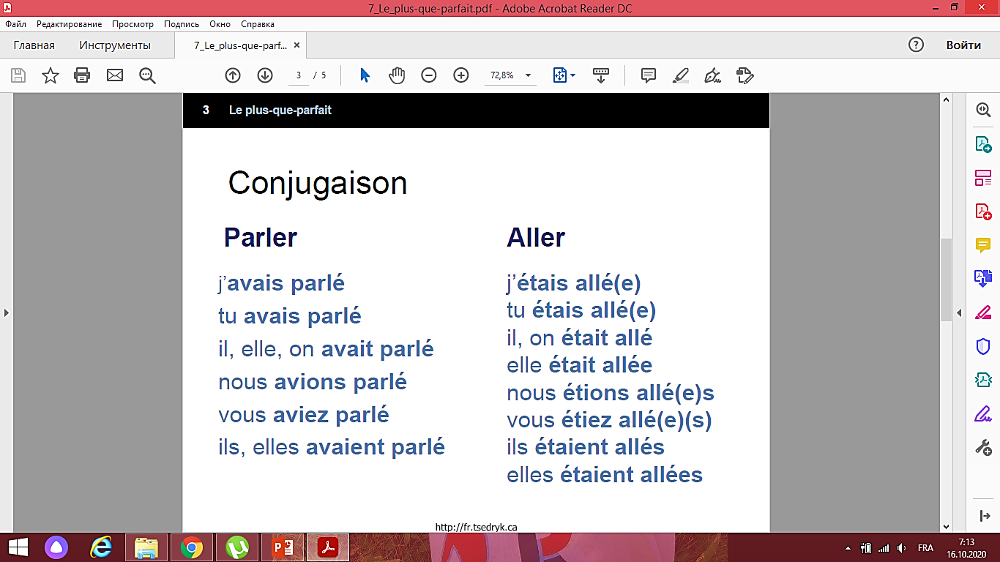 7_Le_plus-que-parfait.pdf - Adobe Acrobat Reader DC
Файл Редактирование Просмотр Подпись Окно Справка
Главная Инструменты 7_Le_plus-que-parf... ×
3 / 5 72,8%
3 Le plus-que-parfait
Conjugaison
Parler
j’avais parlé
tu avais parlé
il, elle, on avait parlé
nous avions parlé
vous aviez parlé
ils, elles avaient parlé
Aller
j’étais allé(e)
tu étais allé(e)
il, on était allé
elle était allée
nous étions allé(e)s
vous étiez allé(e)(s)
ils étaient allés
elles étaient allées
http://fr.tsedryk.ca
Войти
FRA
7:13
16.10.2020